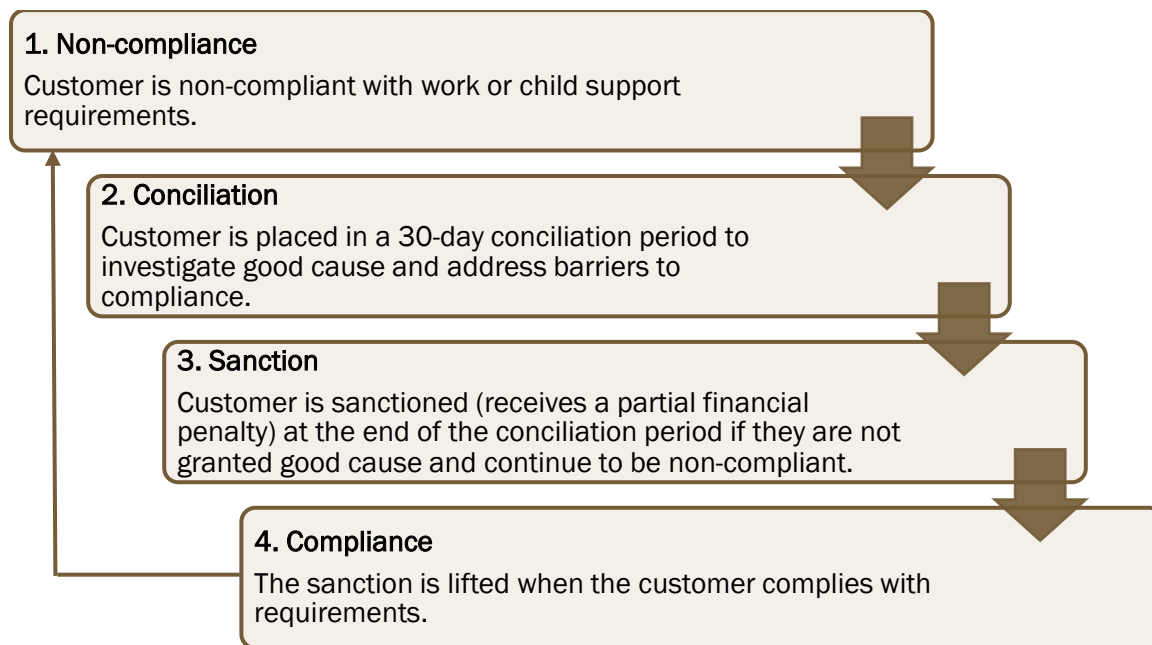 1. Non-compliance
Customer is non-compliant with work or child support
requirements.
2. Conciliation
Customer is placed in a 30-day conciliation period to
investigate good cause and address barriers to
compliance.
3. Sanction
Customer is sanctioned (receives a partial financial
penalty) at the end of the conciliation period if they are not
granted good cause and continue to be non-compliant.
4. Compliance
The sanction is lifted when the customer complies with
requirements.